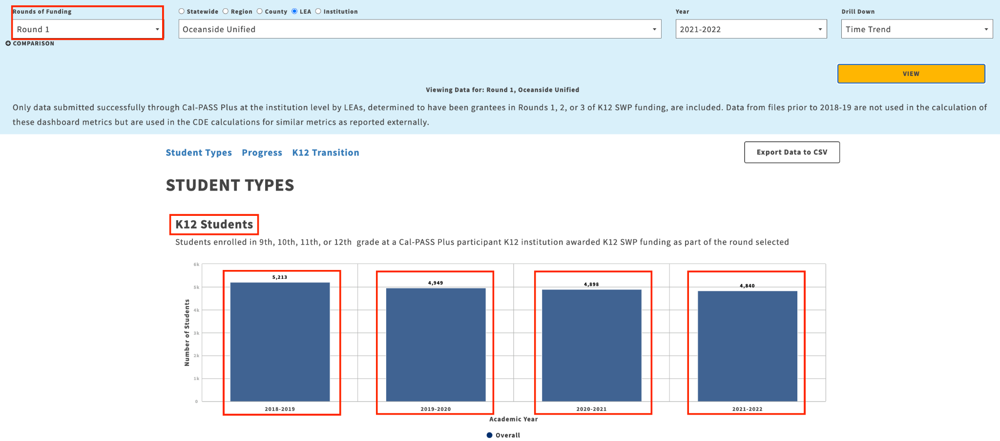 Rounds of Funding
Statewide Region County LEA Institution
Year
Drill Down
Round 1
Oceanside Unified
2021-2022
Time Trend
COMPARISON
VIEW
Viewing Data for: Round 1, Oceanside Unified
Only data submitted successfully through Cal-PASS Plus at the institution level by LEAs, determined to have been grantees in Rounds 1, 2, or 3 of K12 SWP funding, are included. Data from files prior to 2018-19 are not used in the calculation of
these dashboard metrics but are used in the CDE calculations for similar metrics as reported externally.
Student Types Progress K12 Transition
Export Data to CSV
STUDENT TYPES
K12 Students
Students enrolled in 9th, 10th, 11th, or 12th grade at a Cal-PASS Plus participant K12 institution awarded K12 SWP funding as part of the round selected
Number of Students
6k
5k
4k
3k
2k
1k
0
5,213
4,949
4,898
4,840
2018-2019
2019-2020
2020-2021
2021-2022
Academic Year
Overall